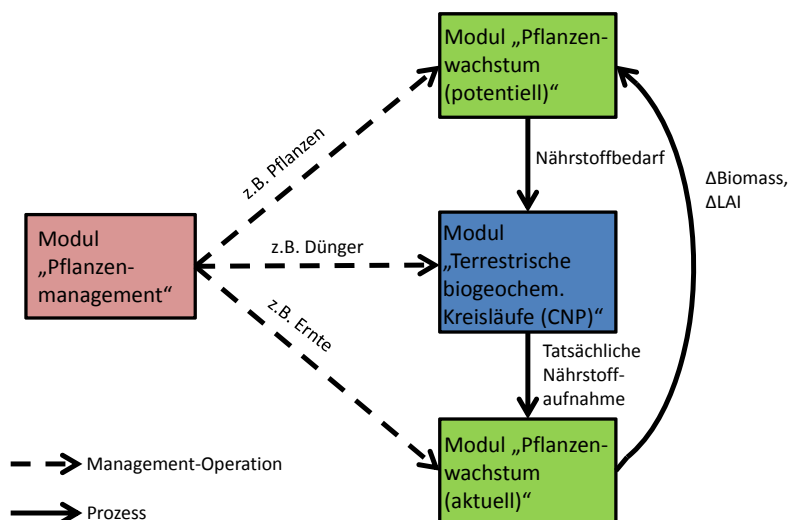 Modul „Pflanzen-
wachstum
(potentiell)“
z.B. Pflanzen
Nährstoffbedarf
ΔBiomass,
ΔLAI
Modul
„Pflanzen-
management“
z.B. Dünger
Modul
„Terrestrische
biogeochem.
Kreisläufe (CNP)“
z.B. Ernte
Tatsächliche
Nährstoff-
aufnahme
Modul „Pflanzen-
wachstum
(aktuell)“
Management-Operation
Prozess